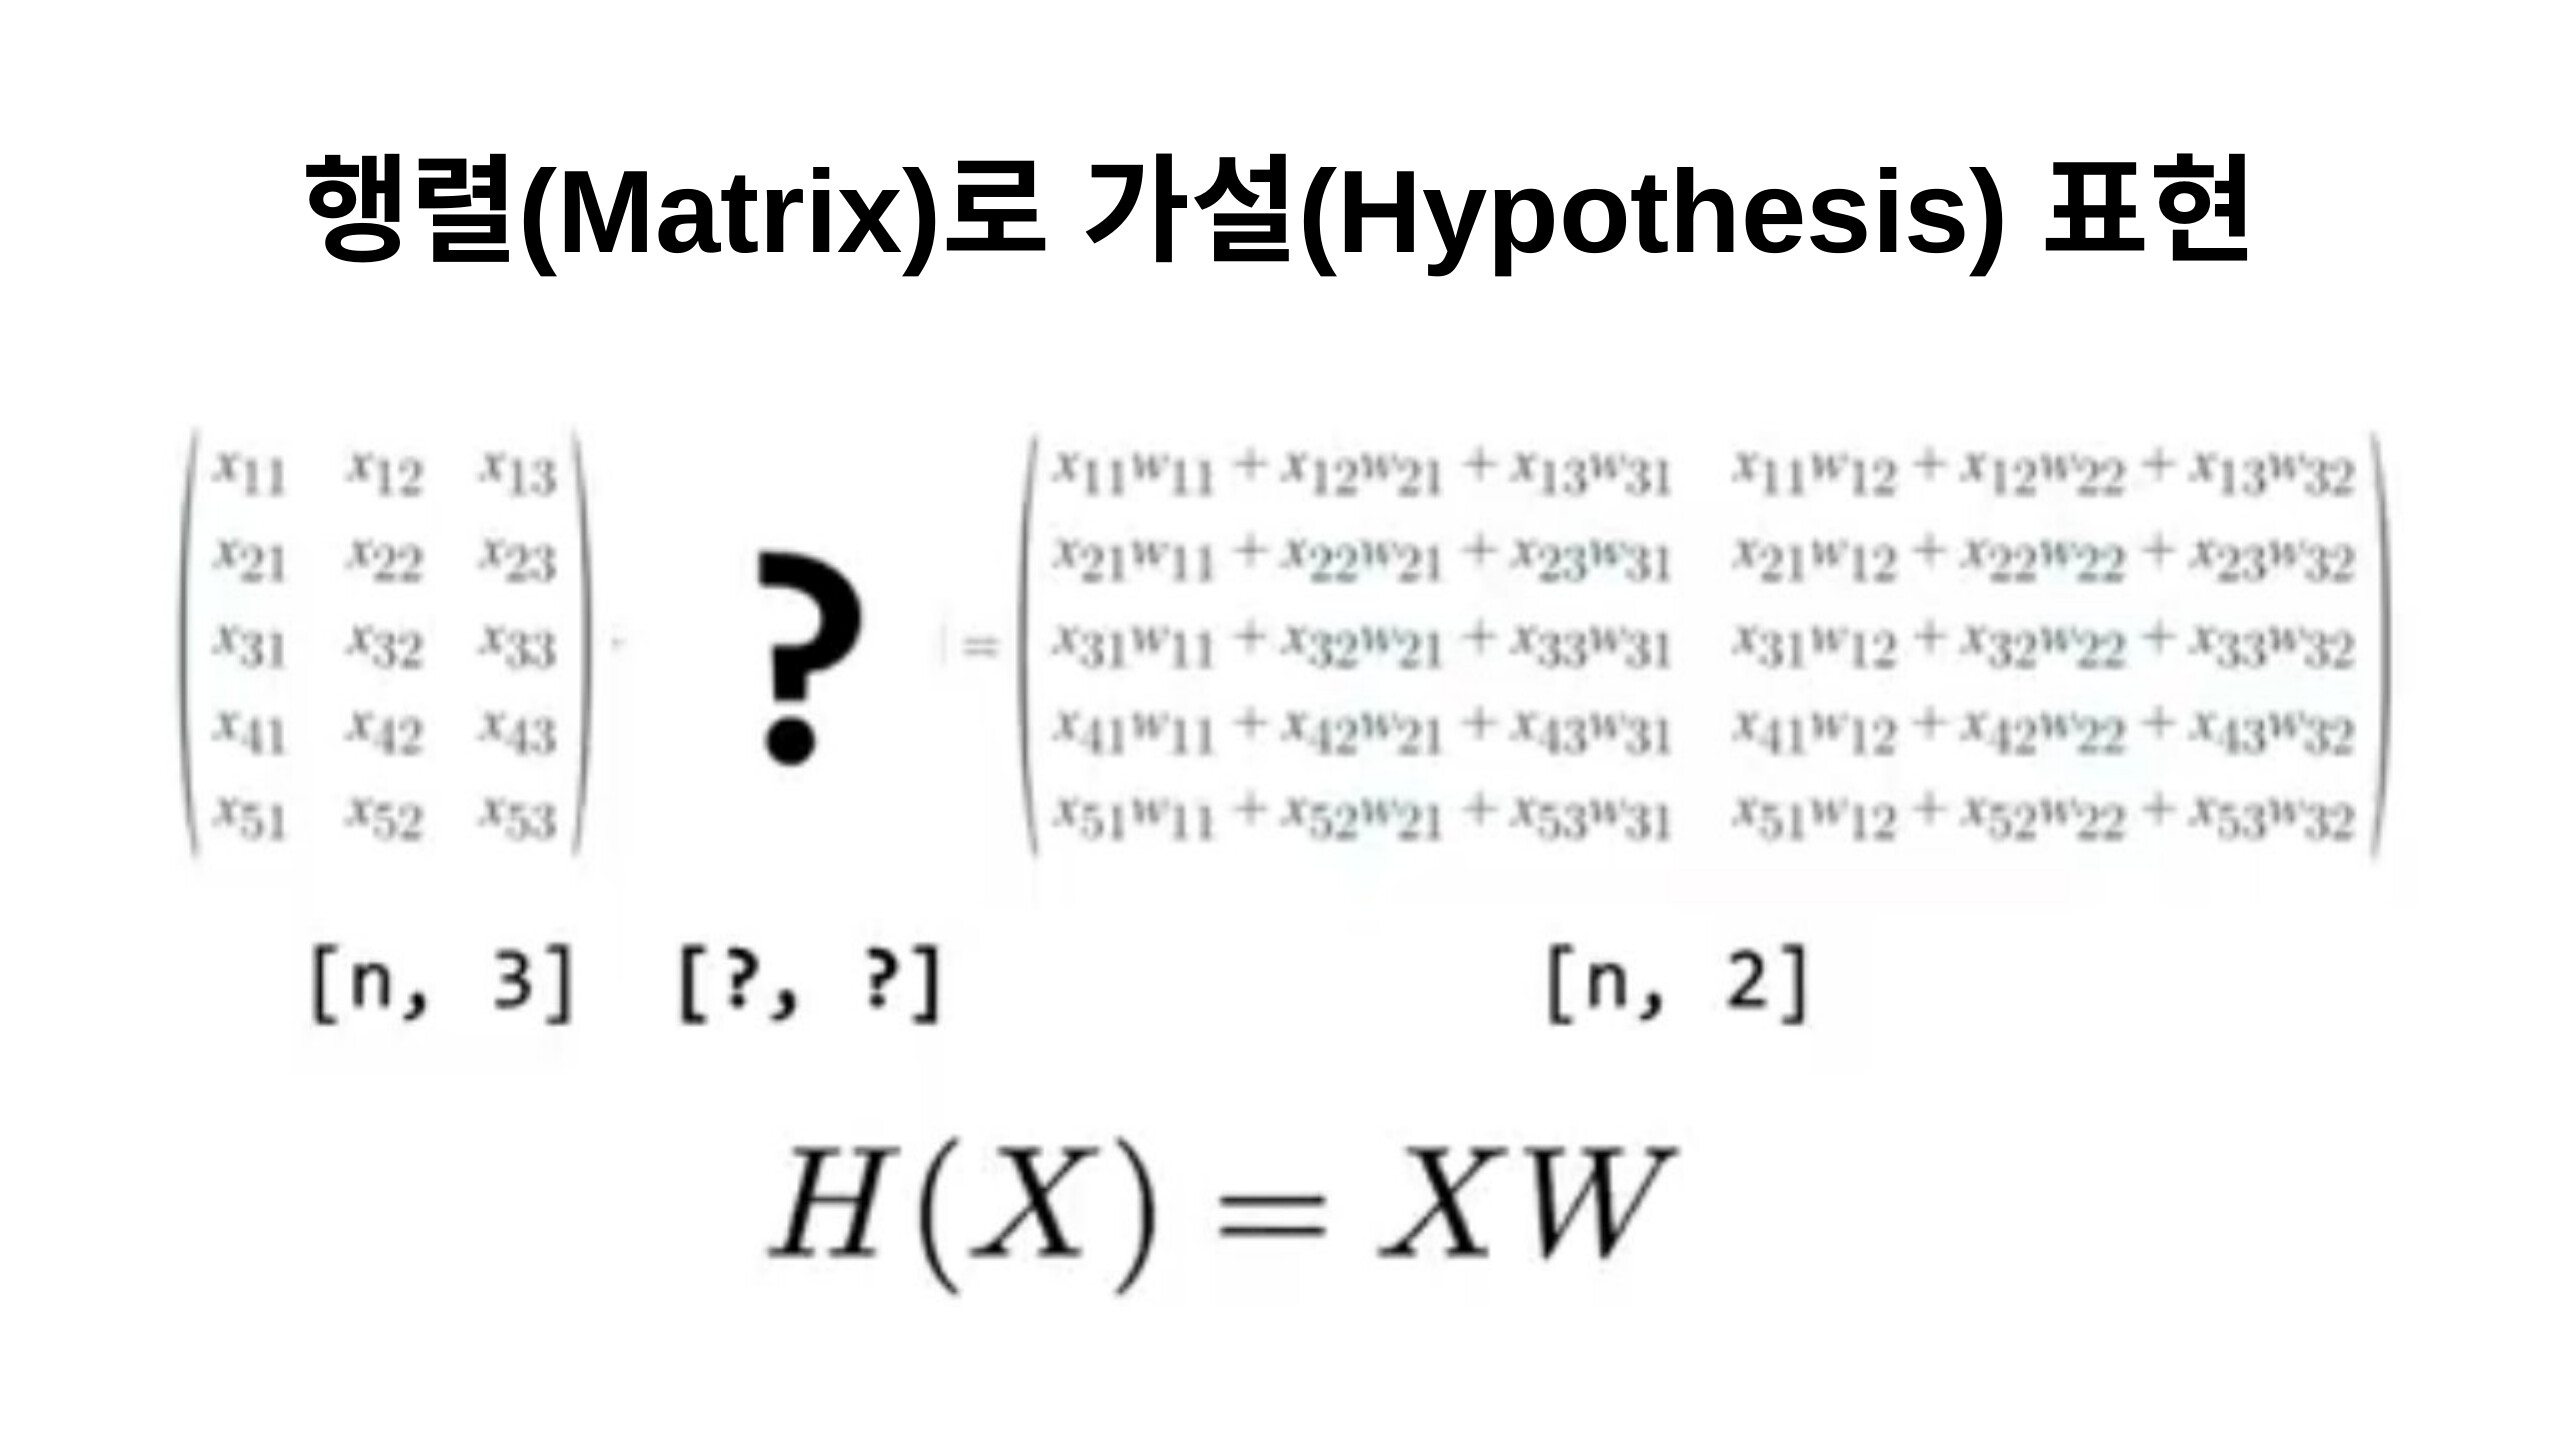 행렬(Matrix)로 가설(Hypothesis) 표현
x11 x12 x13 x11w11 + x12w21 + x13w31 x11w12 + x12w22 + x13w32
x21 x22 x23 x21w11 + x22w21 + x23w31 x21w12 + x22w22 + x23w32
x31 x32 x33 · ? = x31w11 + x32w21 + x33w31 x31w12 + x32w22 + x33w32
x41 x42 x43 x41w11 + x42w21 + x43w31 x41w12 + x42w22 + x43w32
x51 x52 x53 x51w11 + x52w21 + x53w31 x51w12 + x52w22 + x53w32
[n, 3] [?, ?] [n, 2]
H(X) = XW